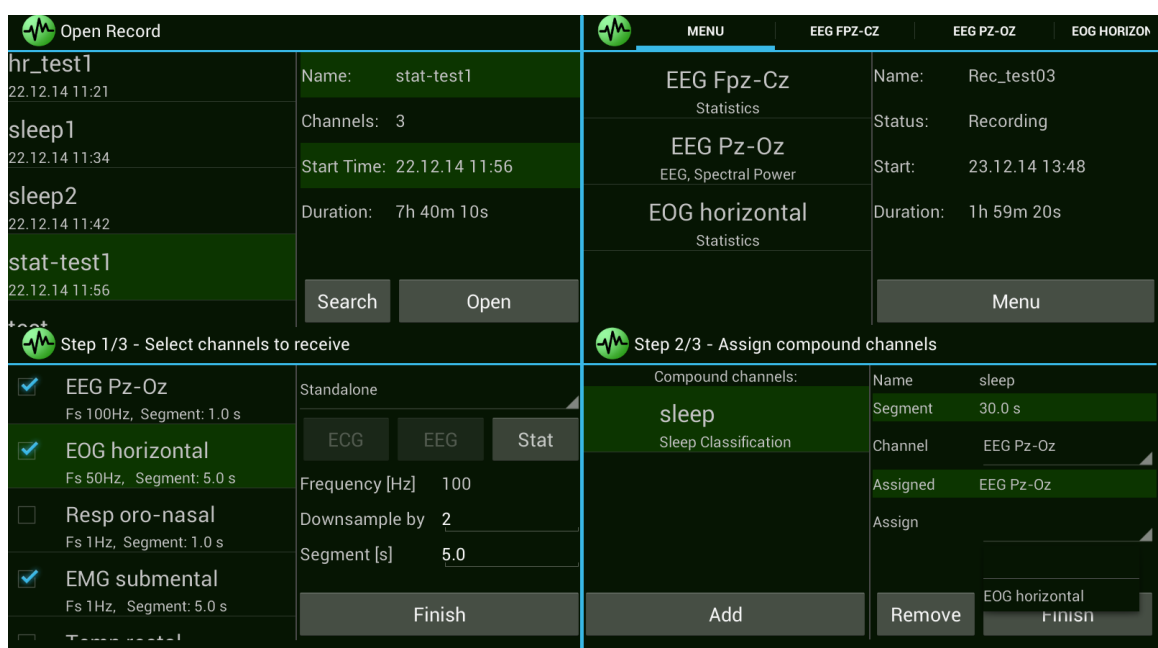 Open Record
hr_test1
22.12.14 11:21
sleep1
22.12.14 11:34
sleep2
22.12.14 11:42
stat-test1
22.12.14 11:56
Name: stat-test1
Channels: 3
Start Time: 22.12.14 11:56
Duration: 7h 40m 10s
Search Open
MENU EEG FPZ-CZ EEG PZ-OZ EOG HORIZON
EEG Fpz-Cz
Statistics
EEG Pz-Oz
EEG, Spectral Power
EOG horizontal
Statistics
Name: Rec_test03
Status: Recording
Start: 23.12.14 13:48
Duration: 1h 59m 20s
Menu
Step 1/3 - Select channels to receive
EEG Pz-Oz
Fs 100Hz, Segment: 1.0 s
EOG horizontal
Fs 50Hz, Segment: 5.0 s
Resp oro-nasal
Fs 1Hz, Segment: 1.0 s
EMG submental
Fs 1Hz, Segment: 5.0 s
Standalone
ECG EEG Stat
Frequency [Hz] 100
Downsample by 2
Segment [s] 5.0
Finish
Step 2/3 - Assign compound channels
Compound channels:
sleep
Sleep Classification
Add
Name sleep
Segment 30.0 s
Channel EEG Pz-Oz
Assigned EEG Pz-Oz
Assign
EOG horizontal
Remove Finish